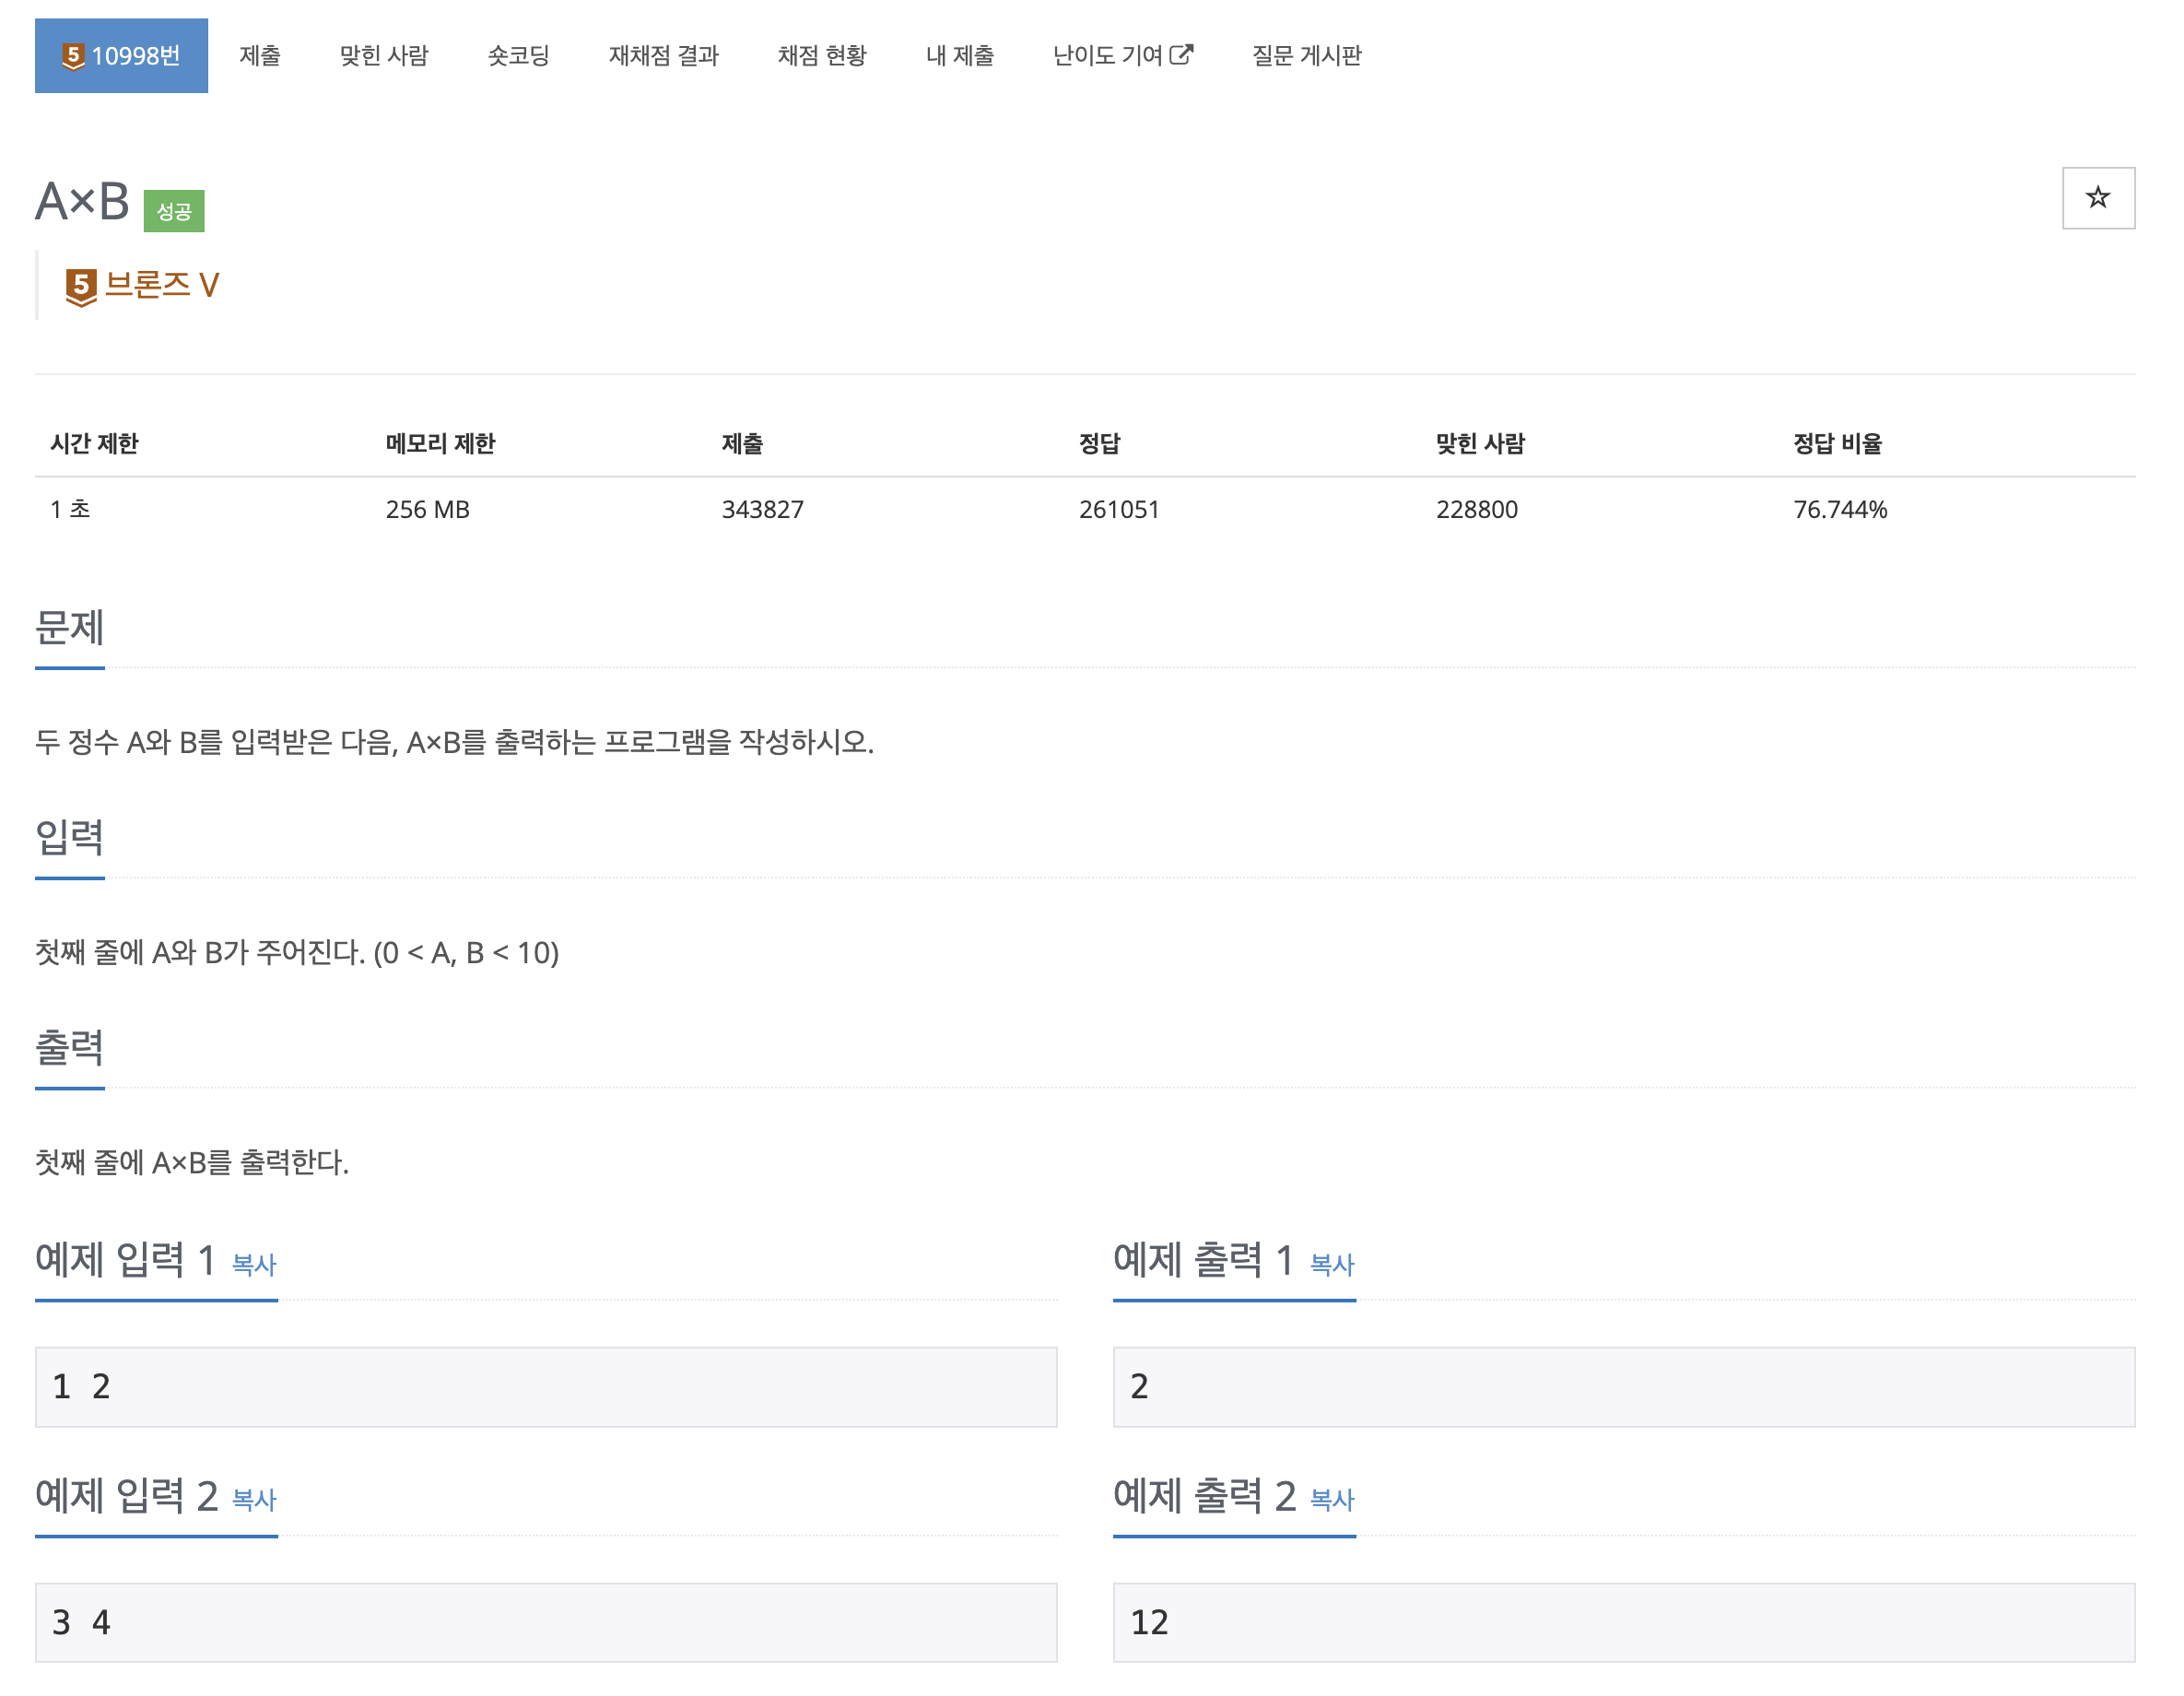 5 10998번 제출 맞힌 사람 숏코딩 재채점 결과 채점 현황 내 제출 난이도 기여 질문 게시판
A×B 성공
5 브론즈 V
시간 제한 메모리 제한 제출 정답 맞힌 사람 정답 비율
1 초 256 MB 343827 261051 228800 76.744%
문제
두 정수 A와 B를 입력받은 다음, A×B를 출력하는 프로그램을 작성하시오.
입력
첫째 줄에 A와 B가 주어진다. (0 < A, B < 10)
출력
첫째 줄에 A×B를 출력한다.
예제 입력 1 복사 예제 출력 1 복사
1 2 2
예제 입력 2 복사 예제 출력 2 복사
3 4 12